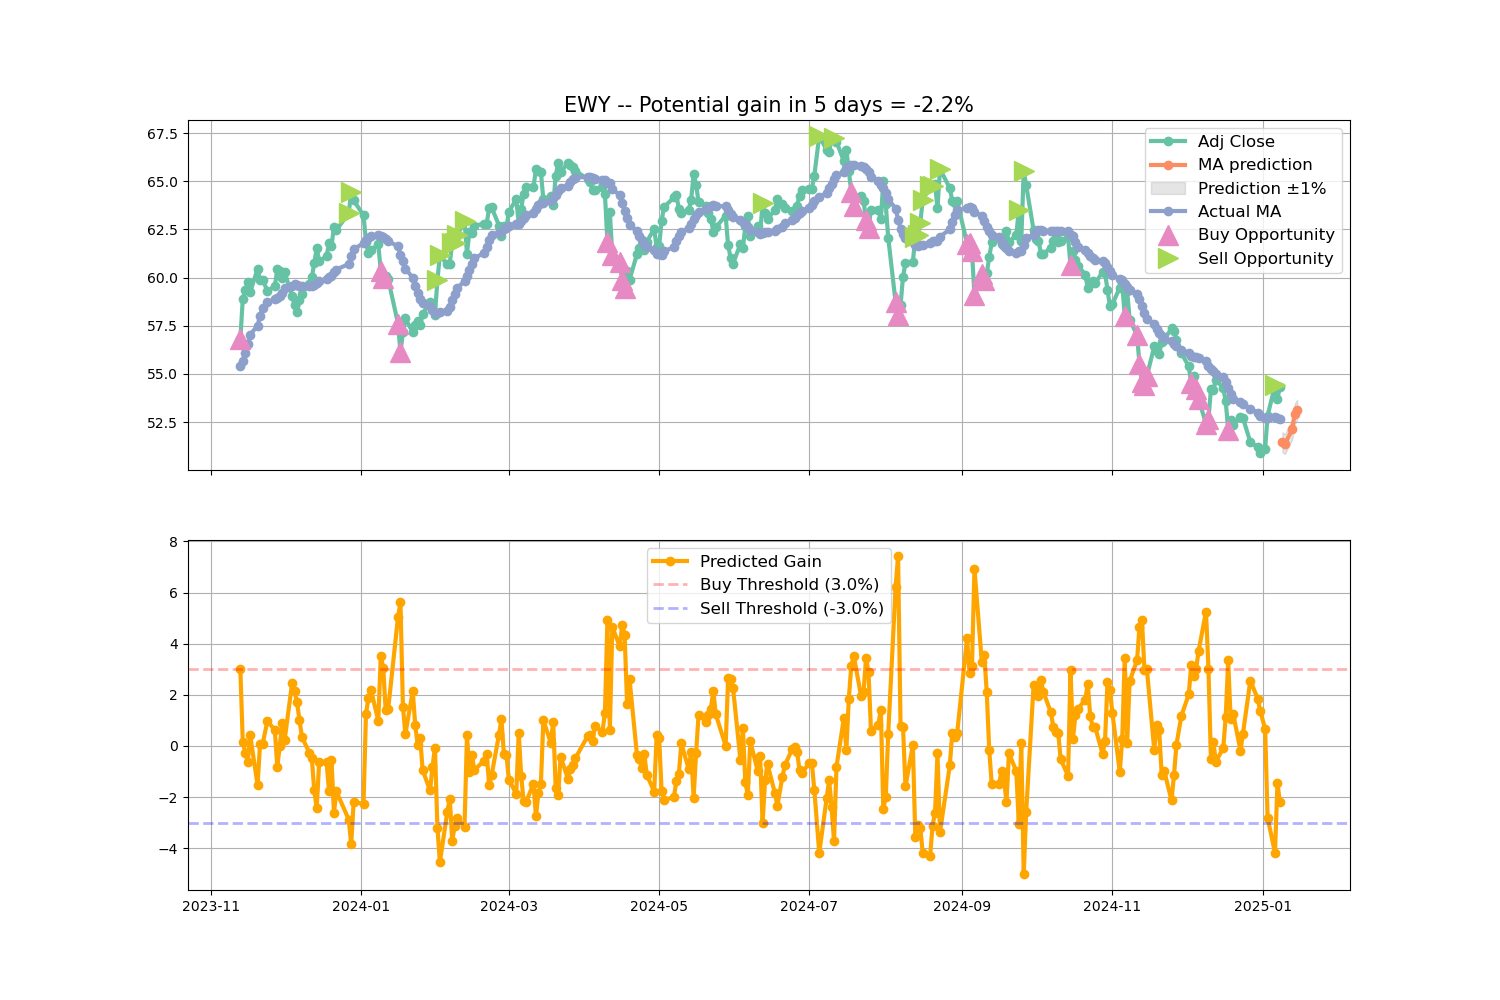 EWY -- Potential gain in 5 days = -2.2%
67.5
65.0
62.5
60.0
57.5
55.0
52.5
Adj Close
MA prediction
Prediction ±1%
Actual MA
Buy Opportunity
Sell Opportunity
8
6
4
2
0
−2
−4
Predicted Gain
Buy Threshold (3.0%)
Sell Threshold (-3.0%)
2023-11
2024-01
2024-03
2024-05
2024-07
2024-09
2024-11
2025-01